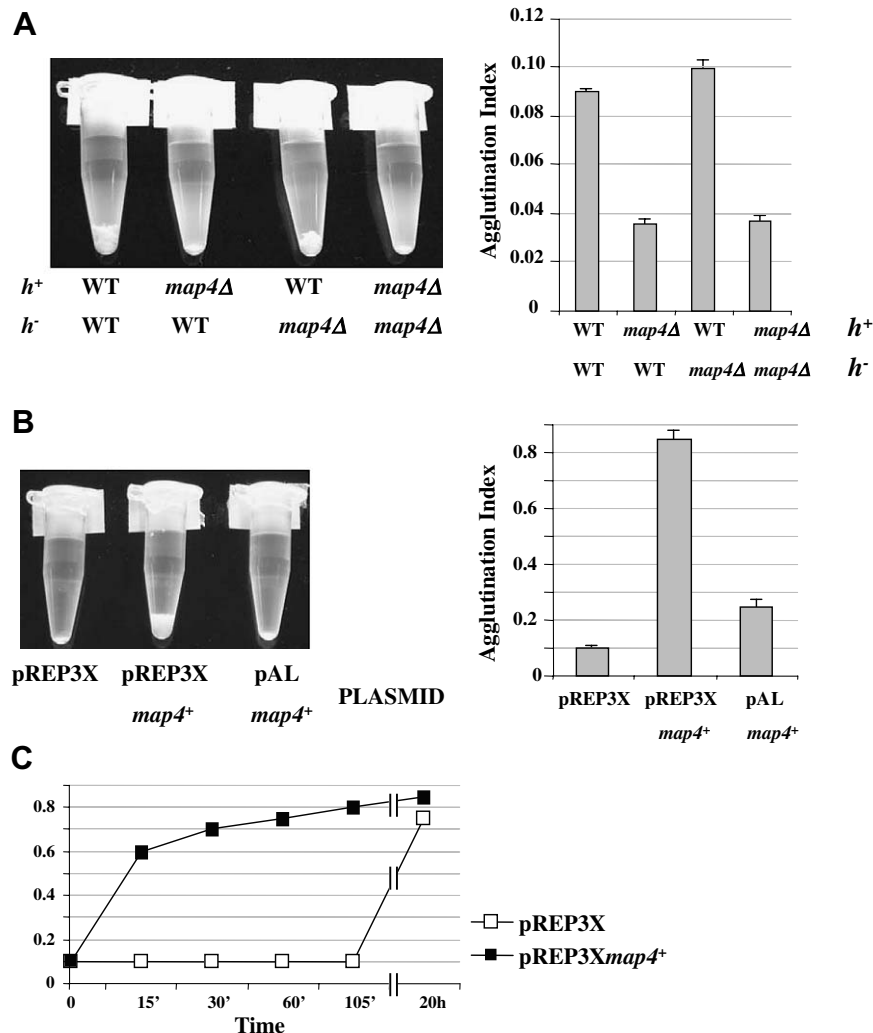 A
h⁺ WT map4Δ WT map4Δ
h⁻ WT WT map4Δ map4Δ
Agglutination Index
0.12
0.10
0.08
0.06
0.04
0.02
0
WT map4Δ WT map4Δ h⁺
WT WT map4Δ map4Δ h⁻
B
pREP3X pREP3X pAL
map4⁺ map4⁺
PLASMID
Agglutination Index
0.8
0.6
0.4
0.2
0
pREP3X pREP3X pAL
map4⁺ map4⁺
C
0.8
0.6
0.4
0.2
0
0 15’ 30’ 60’ 105’ 20h
Time
pREP3X
pREP3Xmap4⁺